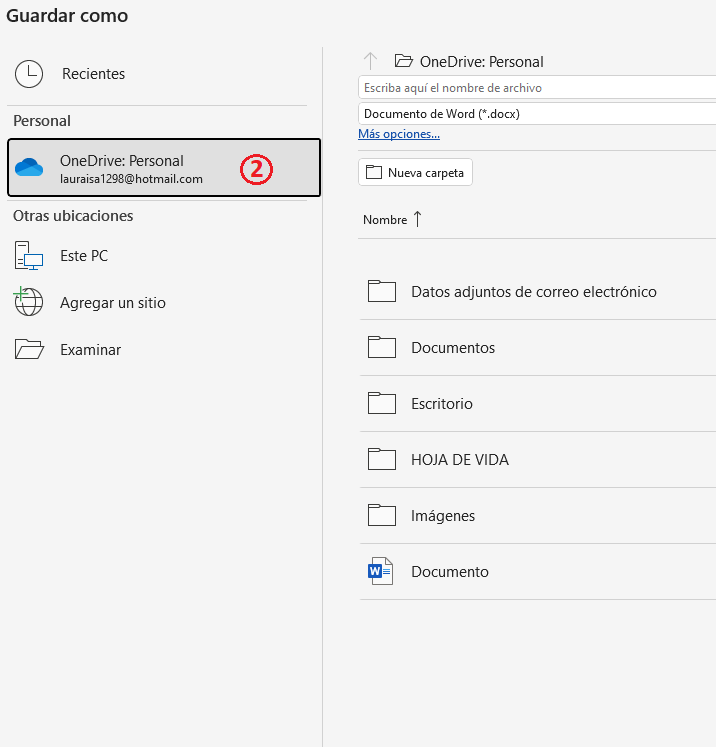 Guardar como
Recientes
Personal
OneDrive: Personal
lauraisa1298@hotmail.com
2
Otras ubicaciones
Este PC
Agregar un sitio
Examinar
OneDrive: Personal
Escriba aquí el nombre de archivo
Documento de Word (*.docx)
Más opciones...
Nueva carpeta
Nombre ↑
Datos adjuntos de correo electrónico
Documentos
Escritorio
HOJA DE VIDA
Imágenes
W
Documento